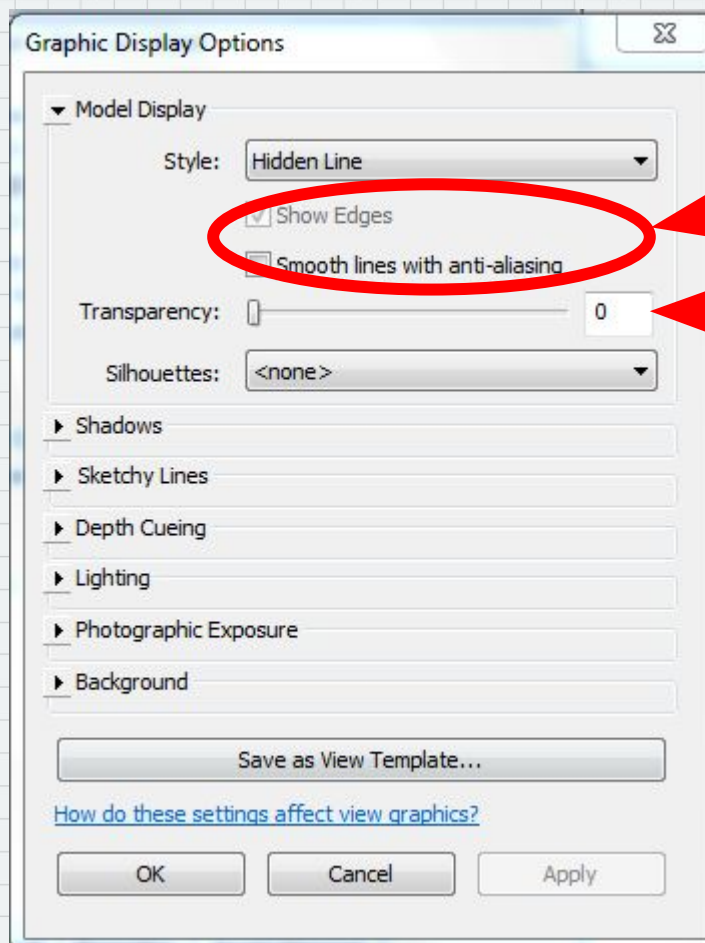 Graphic Display Options
Model Display
Style: Hidden Line
Show Edges
Smooth lines with anti-aliasing
Transparency: 0
Silhouettes: <none>
Shadows
Sketchy Lines
Depth Cueing
Lighting
Photographic Exposure
Background
Save as View Template...
How do these settings affect view graphics?
OK Cancel Apply